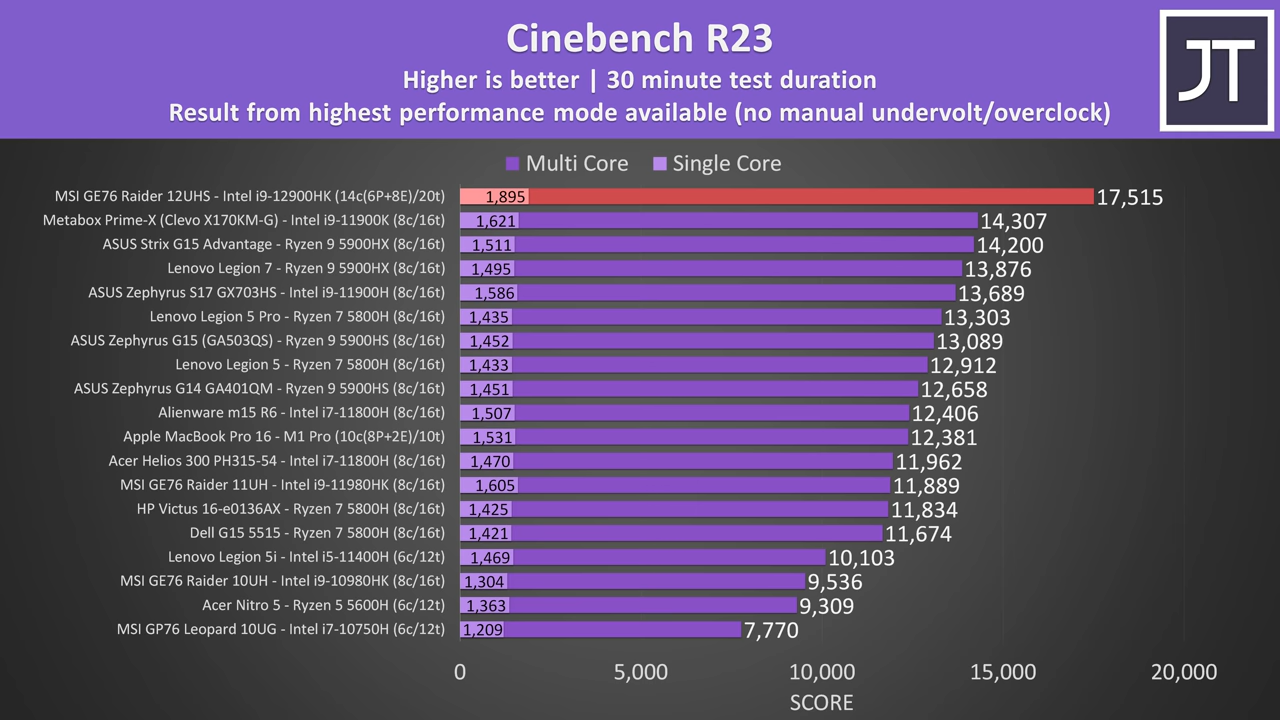 Cinebench R23
Higher is better | 30 minute test duration
Result from highest performance mode available (no manual undervolt/overclock)
JT
Multi Core Single Core
MSI GE76 Raider 12UHS - Intel i9-12900HK (14c(6P+8E)/20t) 1,895 17,515
Metabox Prime-X (Clevo X170KM-G) - Intel i9-11900K (8c/16t) 1,621 14,307
ASUS Strix G15 Advantage - Ryzen 9 5900HX (8c/16t) 1,511 14,200
Lenovo Legion 7 - Ryzen 9 5900HX (8c/16t) 1,495 13,876
ASUS Zephyrus S17 GX703HS - Intel i9-11900H (8c/16t) 1,586 13,689
Lenovo Legion 5 Pro - Ryzen 7 5800H (8c/16t) 1,435 13,303
ASUS Zephyrus G15 (GA503QS) - Ryzen 9 5900HS (8c/16t) 1,452 13,089
Lenovo Legion 5 - Ryzen 7 5800H (8c/16t) 1,433 12,912
ASUS Zephyrus G14 GA401QM - Ryzen 9 5900HS (8c/16t) 1,451 12,658
Alienware m15 R6 - Intel i7-11800H (8c/16t) 1,507 12,406
Apple MacBook Pro 16 - M1 Pro (10c(8P+2E)/10t) 1,531 12,381
Acer Helios 300 PH315-54 - Intel i7-11800H (8c/16t) 1,470 11,962
MSI GE76 Raider 11UH - Intel i9-11980HK (8c/16t) 1,605 11,889
HP Victus 16-e0136AX - Ryzen 7 5800H (8c/16t) 1,425 11,834
Dell G15 5515 - Ryzen 7 5800H (8c/16t) 1,421 11,674
Lenovo Legion 5i - Intel i5-11400H (6c/12t) 1,469 10,103
MSI GE76 Raider 10UH - Intel i9-10980HK (8c/16t) 1,304 9,536
Acer Nitro 5 - Ryzen 5 5600H (6c/12t) 1,363 9,309
MSI GP76 Leopard 10UG - Intel i7-10750H (6c/12t) 1,209 7,770
0 5,000 10,000 15,000 20,000
SCORE